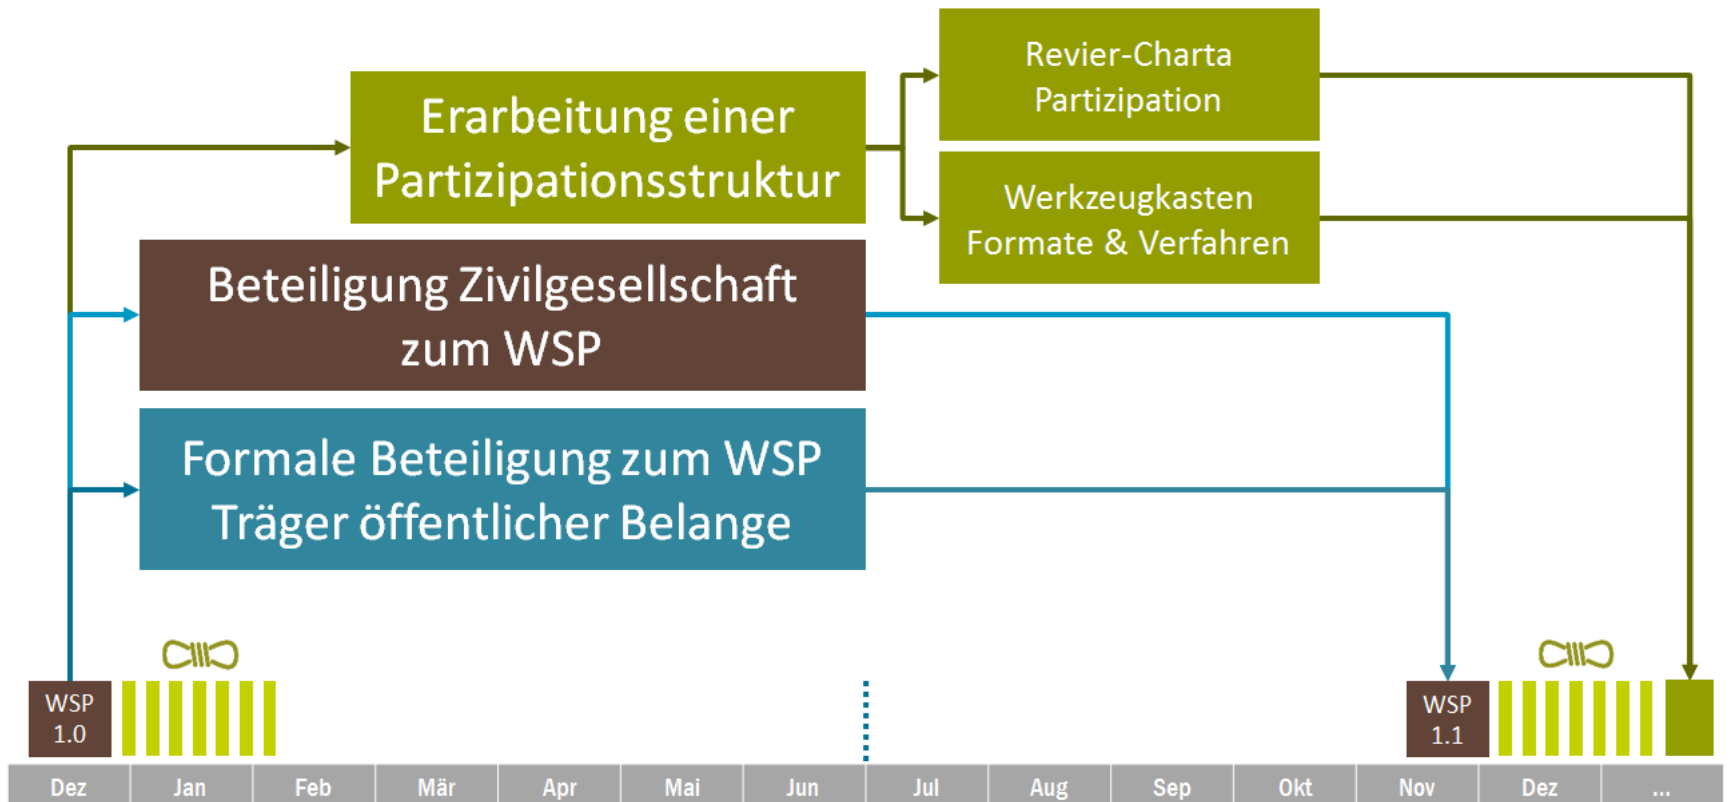 Revier-Charta
Partizipation
Erarbeitung einer
Partizipationsstruktur
Werkzeugkasten
Formate & Verfahren
Beteiligung Zivilgesellschaft
zum WSP
Formale Beteiligung zum WSP
Träger öffentlicher Belange
WSP
1.0
WSP
1.1
Dez Jan Feb Mär Apr Mai Jun Jul Aug Sep Okt Nov Dez ...